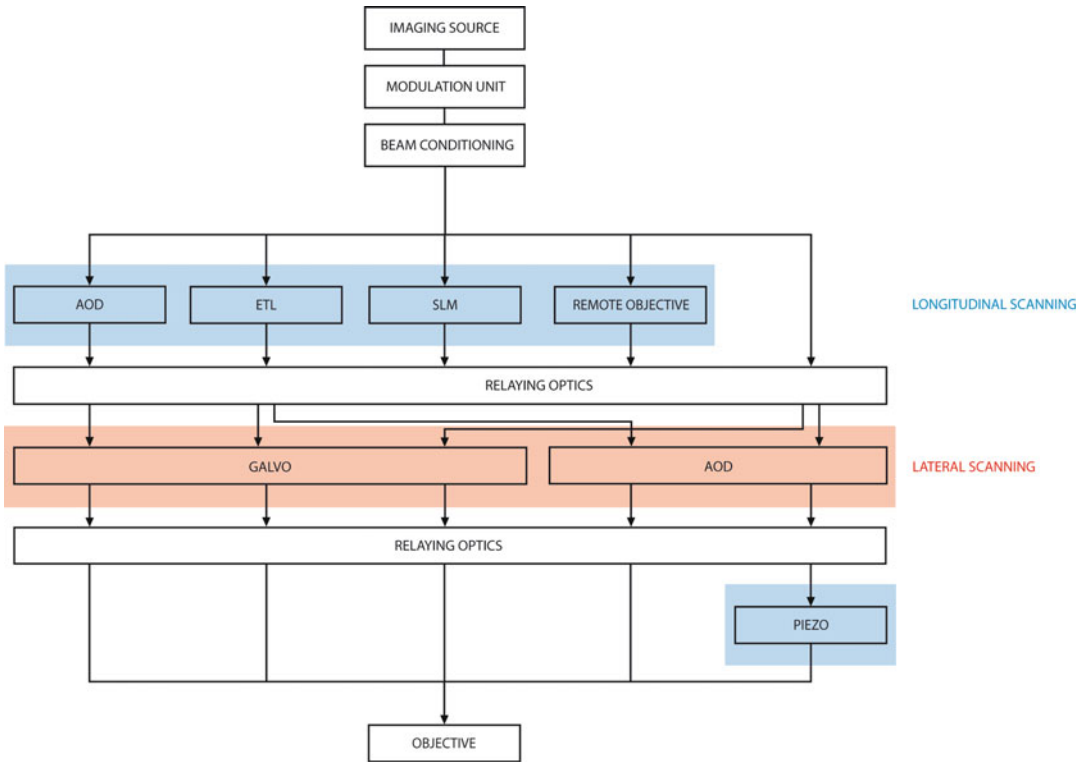 IMAGING SOURCE
MODULATION UNIT
BEAM CONDITIONING
AOD
ETL
SLM
REMOTE OBJECTIVE
LONGITUDINAL SCANNING
RELAYING OPTICS
GALVO
AOD
LATERAL SCANNING
RELAYING OPTICS
PIEZO
OBJECTIVE